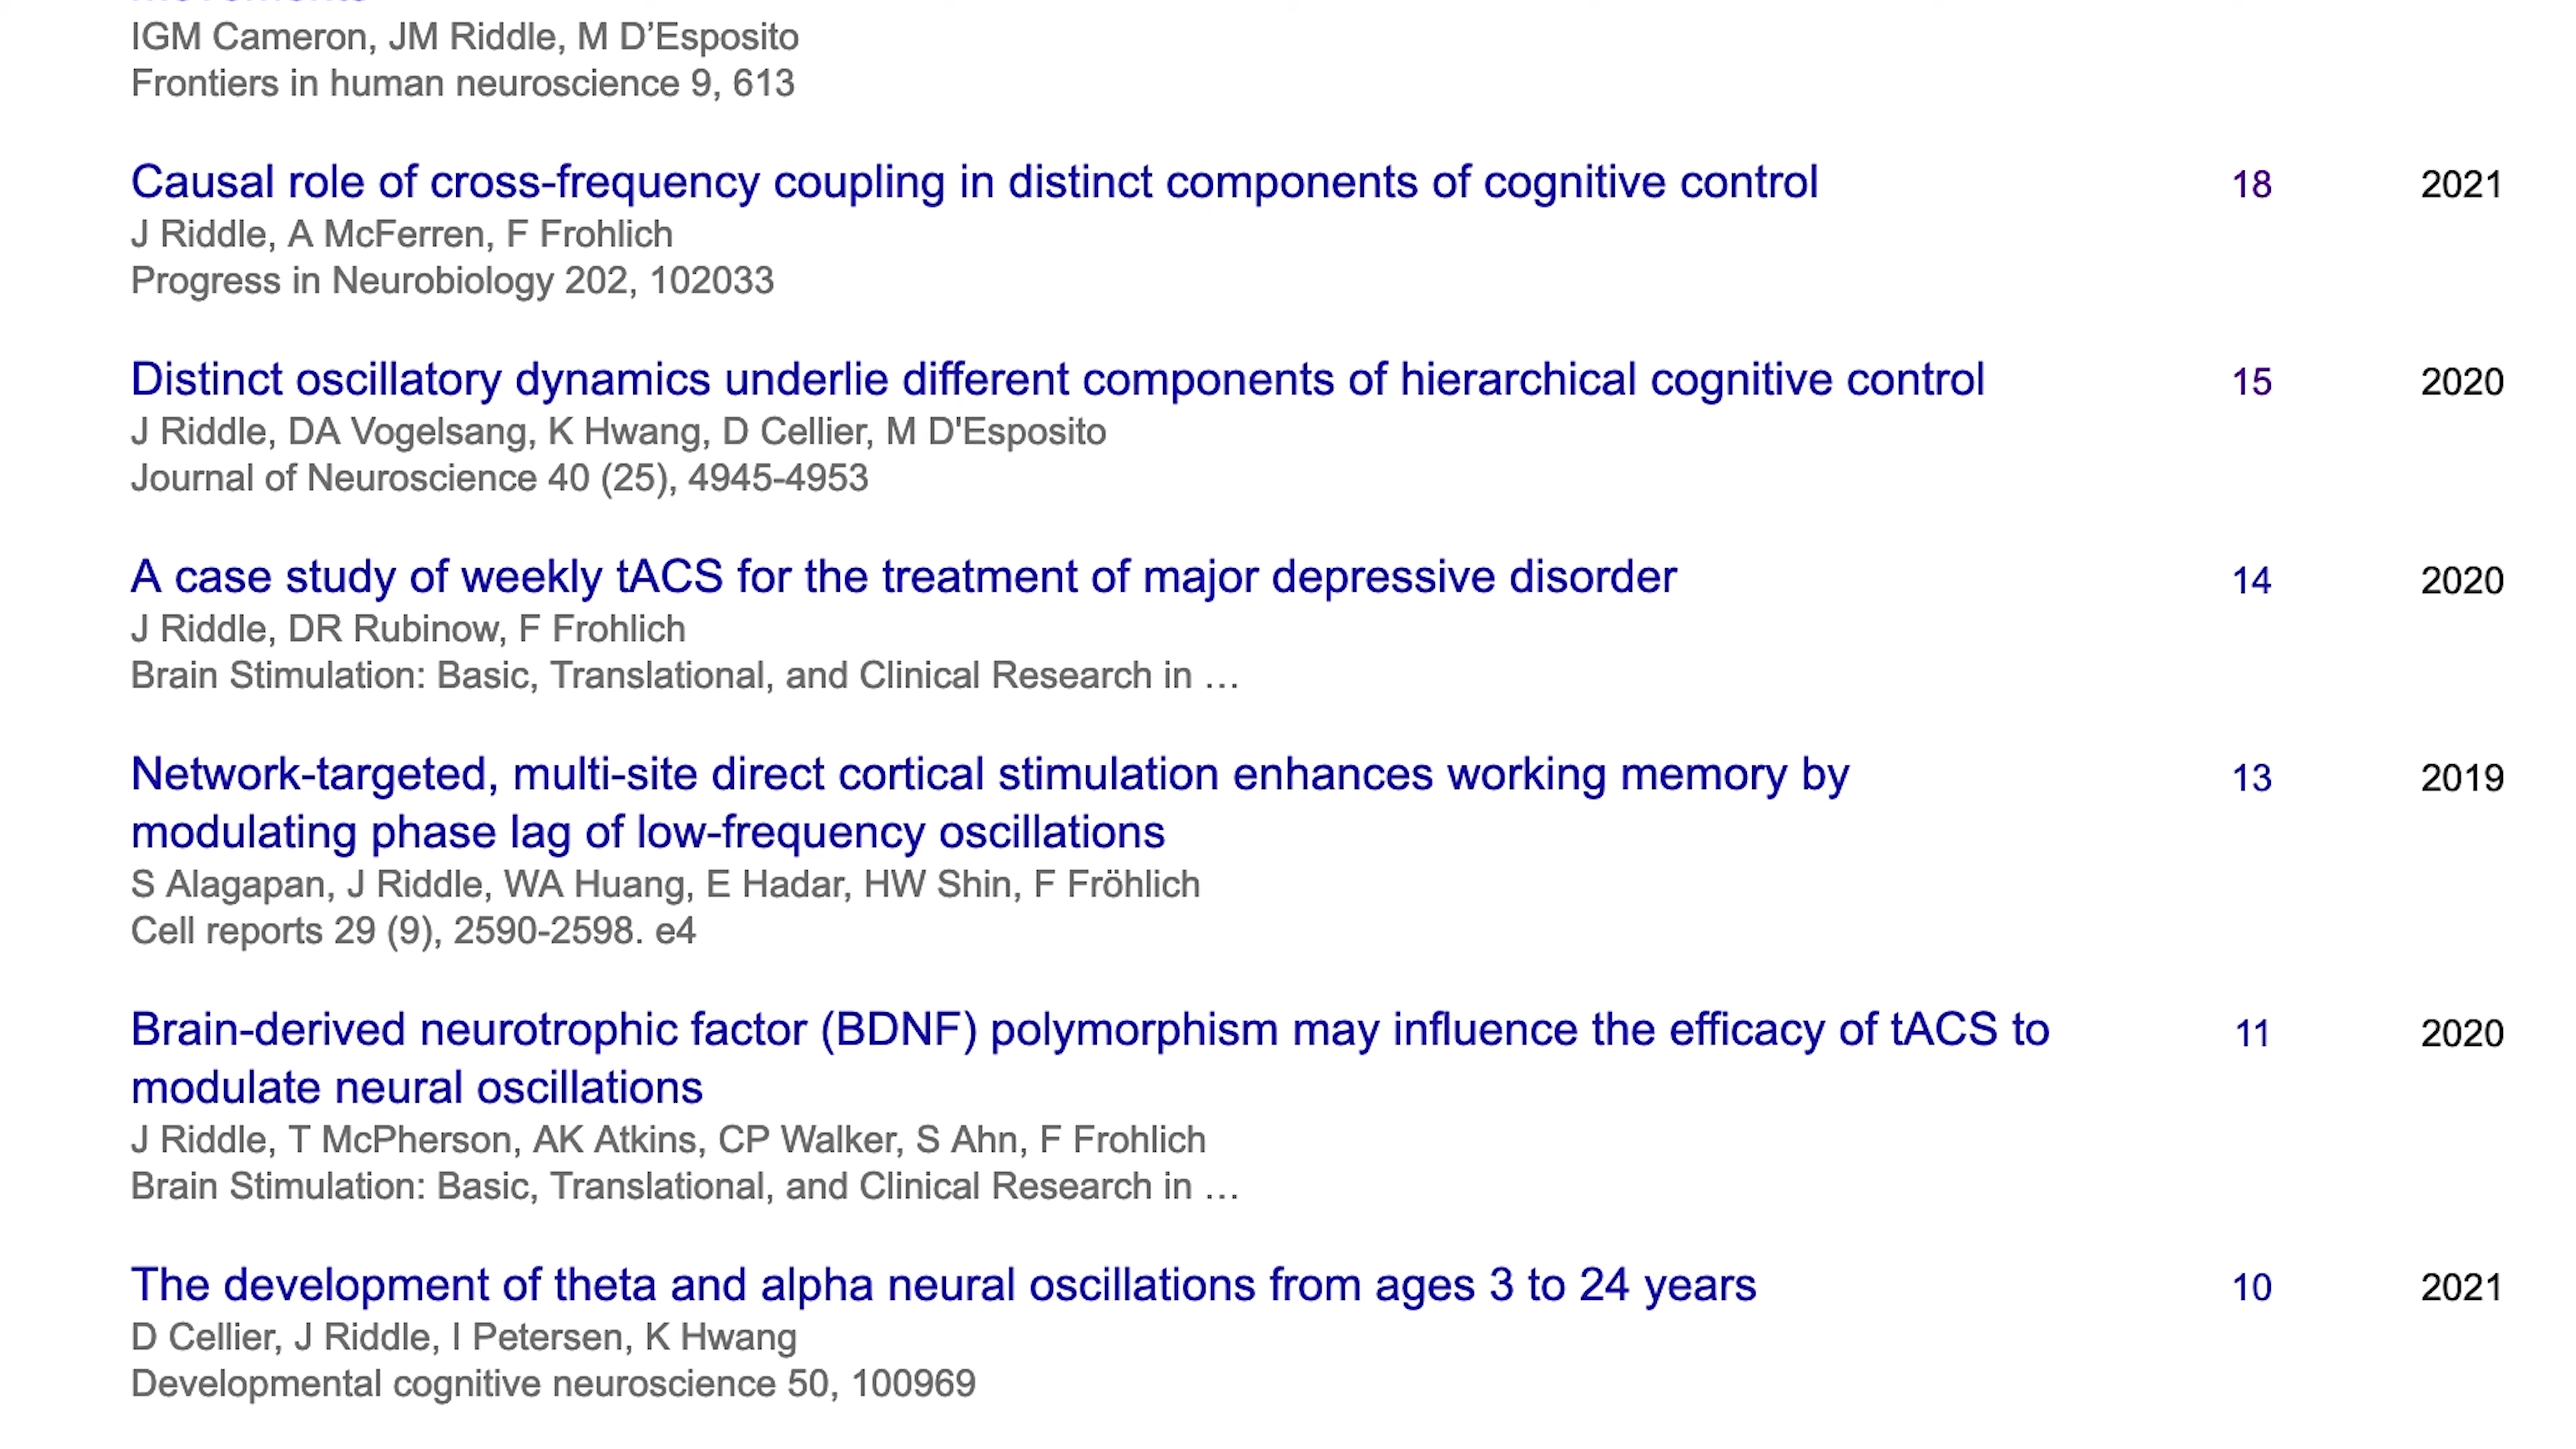 IGM Cameron, JM Riddle, M D’Esposito
Frontiers in human neuroscience 9, 613
Causal role of cross-frequency coupling in distinct components of cognitive control 18 2021
J Riddle, A McFerren, F Frohlich
Progress in Neurobiology 202, 102033
Distinct oscillatory dynamics underlie different components of hierarchical cognitive control 15 2020
J Riddle, DA Vogelsang, K Hwang, D Cellier, M D'Esposito
Journal of Neuroscience 40 (25), 4945-4953
A case study of weekly tACS for the treatment of major depressive disorder 14 2020
J Riddle, DR Rubinow, F Frohlich
Brain Stimulation: Basic, Translational, and Clinical Research in …
Network-targeted, multi-site direct cortical stimulation enhances working memory by 13 2019
modulating phase lag of low-frequency oscillations
S Alagapan, J Riddle, WA Huang, E Hadar, HW Shin, F Fröhlich
Cell reports 29 (9), 2590-2598. e4
Brain-derived neurotrophic factor (BDNF) polymorphism may influence the efficacy of tACS to 11 2020
modulate neural oscillations
J Riddle, T McPherson, AK Atkins, CP Walker, S Ahn, F Frohlich
Brain Stimulation: Basic, Translational, and Clinical Research in …
The development of theta and alpha neural oscillations from ages 3 to 24 years 10 2021
D Cellier, J Riddle, I Petersen, K Hwang
Developmental cognitive neuroscience 50, 100969